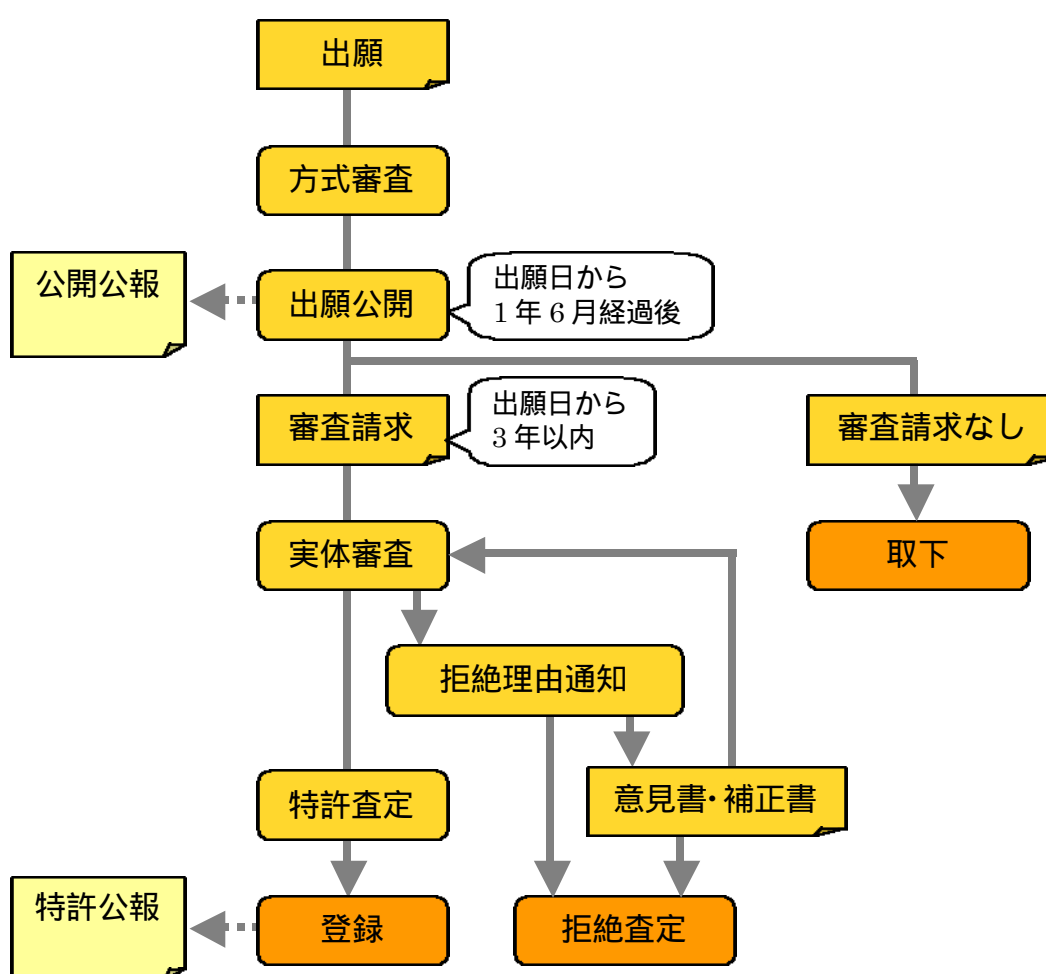 出願
方式審査
公開公報
出願公開
出願日から
1年6月経過後
審査請求
出願日から
3年以内
審査請求なし
実体審査
取下
拒絶理由通知
特許査定
意見書・補正書
特許公報
登録
拒絶査定